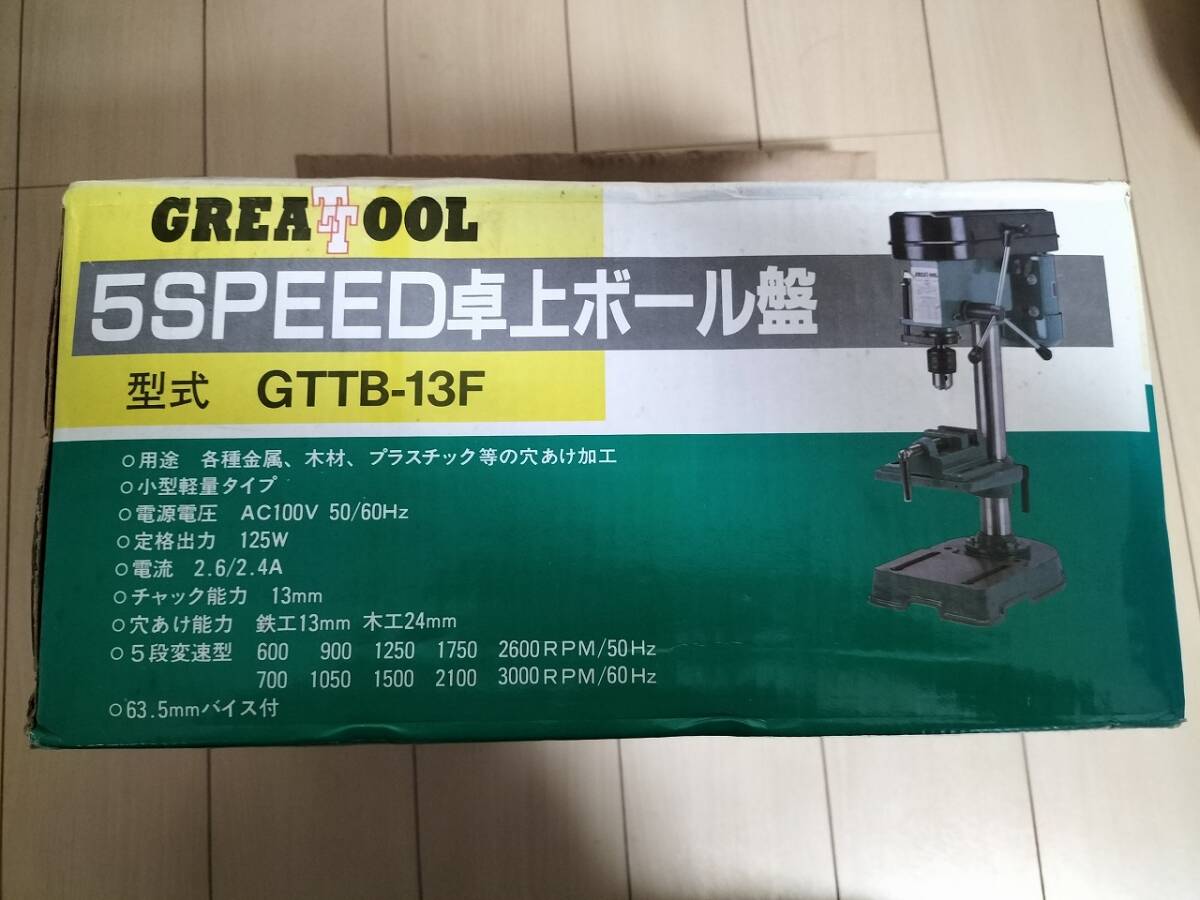 GREATTOOL
5SPEED卓上ボール盤
型式 GTTB-13F
○用途 各種金属、木材、プラスチック等の穴あけ加工
○小型軽量タイプ
○電源電圧 AC100V 50/60Hz
○定格出力 125W
○電流 2.6/2.4A
○チャック能力 13mm
○穴あけ能力 鉄工13mm 木工24mm
○5段変速型 600 900 1250 1750 2600RPM/50Hz
700 1050 1500 2100 3000RPM/60Hz
○63.5mmバイス付